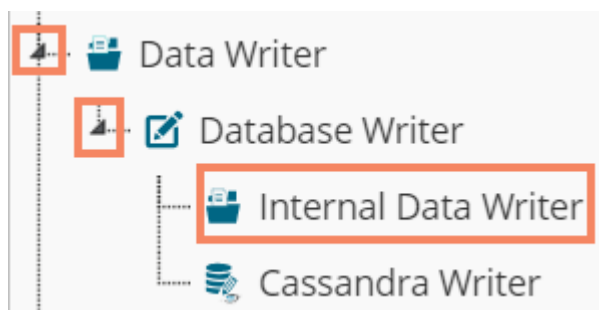 Data Writer
Database Writer
Internal Data Writer
Cassandra Writer